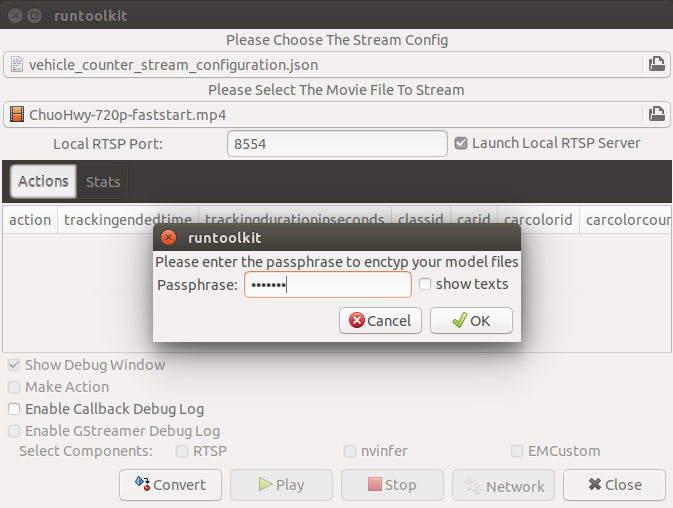 runtoolkit
Please Choose The Stream Config
vehicle_counter_stream_configuration.json
Please Select The Movie File To Stream
ChuoHwy-720p-faststart.mp4
Local RTSP Port: 8554 Launch Local RTSP Server
Actions Stats
action trackingendedtime trackingdurationinseconds classid carid carcolorid carcolorcour
runtoolkit
Please enter the passphrase to enctyp your model files
Passphrase: ••••••• show texts
Cancel OK
Show Debug Window
Make Action
Enable Callback Debug Log
Enable GStreamer Debug Log
Select Components: RTSP nvinfer EMCustom
Convert Play Stop Network Close